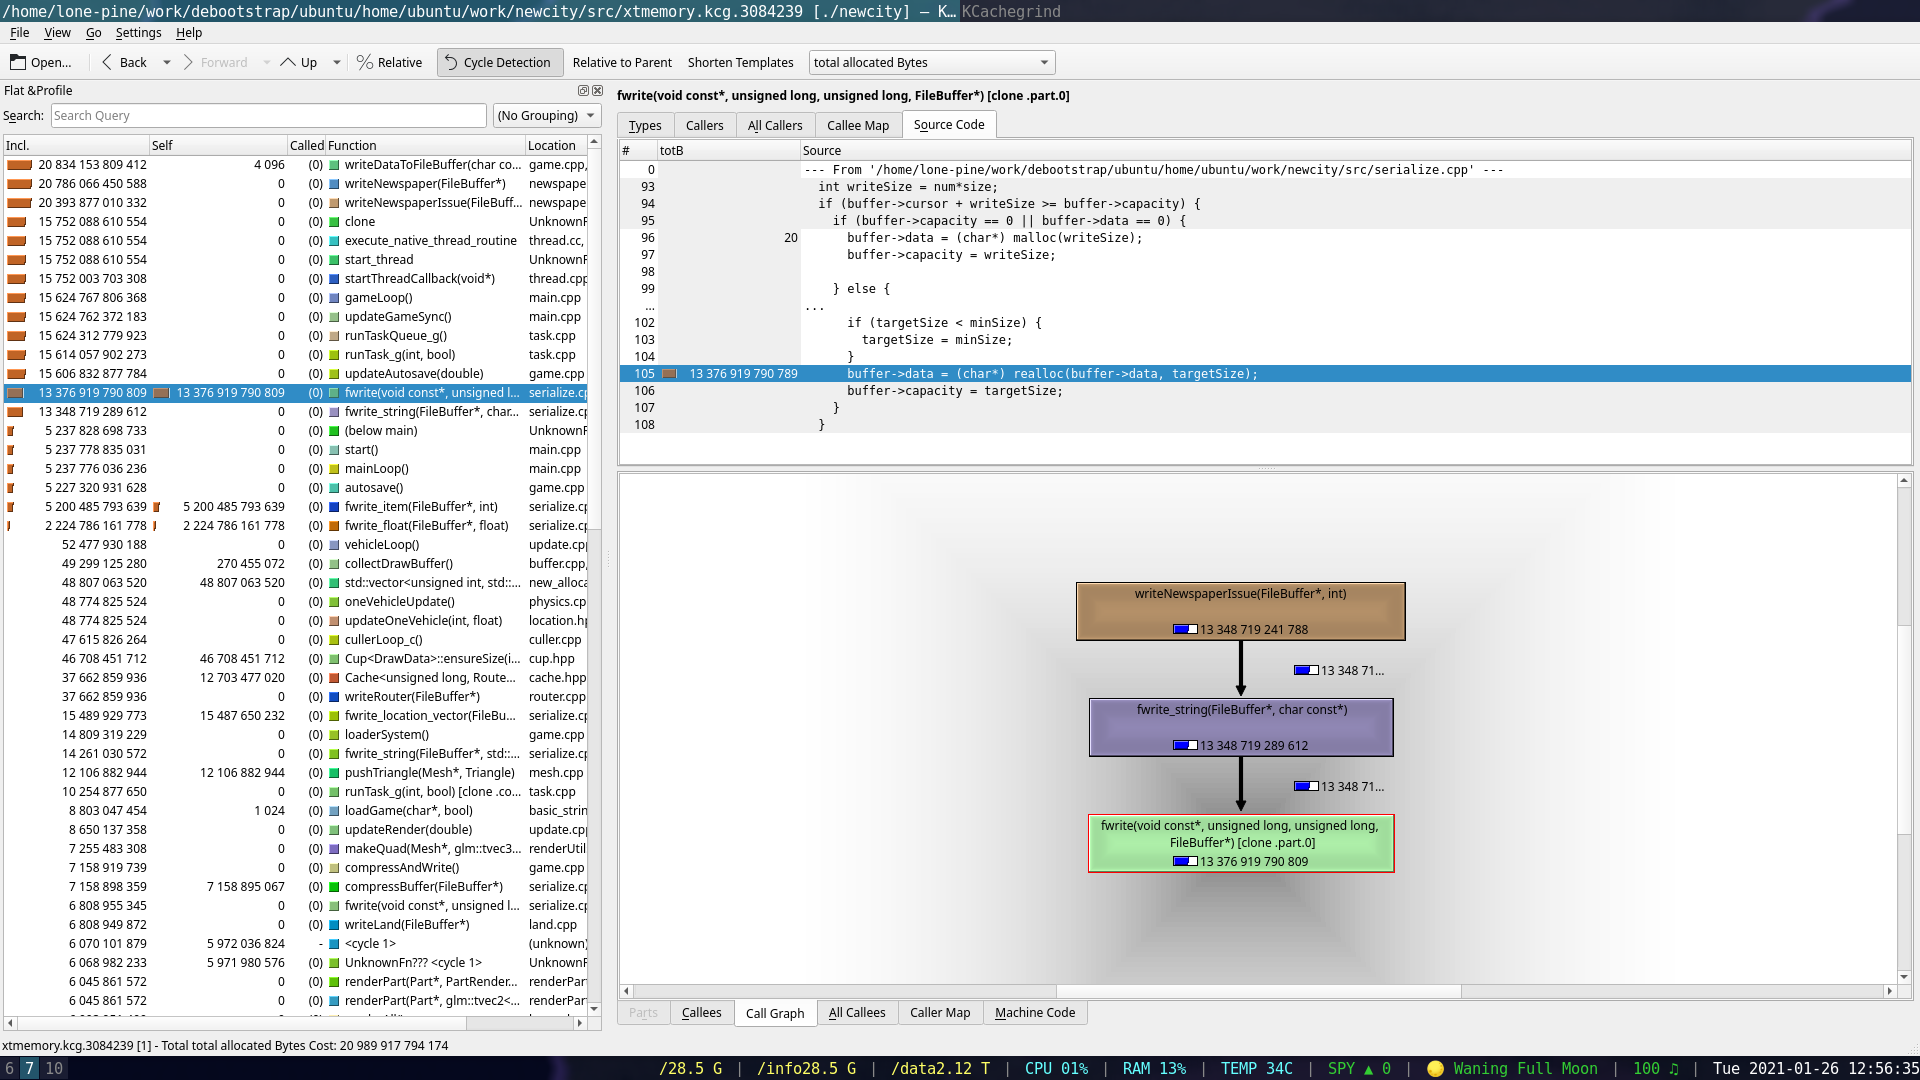 /home/lone-pine/work/debootstrap/ubuntu/home/ubuntu/work/newcity/src/xtmemory.kcg.3084239 [./newcity] — K... KCachegrind
File View Go Settings Help
Open... Back Forward Up % Relative Cycle Detection Relative to Parent Shorten Templates total allocated Bytes
Flat &Profile
Search: Search Query (No Grouping)
Incl. Self Called Function Location
20 834 153 809 412 4 096 (0) writeDataToFileBuffer(char co... game.cpp,
20 786 066 450 588 0 (0) writeNewspaper(FileBuffer*) newspape
20 393 877 010 332 0 (0) writeNewspaperIssue(FileBuff... newspape
15 752 088 610 554 0 (0) clone UnknownF
15 752 088 610 554 0 (0) execute_native_thread_routine thread.cc,
15 752 088 610 554 0 (0) start_thread UnknownF
15 752 003 703 308 0 (0) startThreadCallback(void*) thread.cpp
15 624 767 806 368 0 (0) gameLoop() main.cpp
15 624 762 372 183 0 (0) updateGameSync() main.cpp
15 624 312 779 923 0 (0) runTaskQueue_g() task.cpp
15 614 057 902 273 0 (0) runTask_g(int, bool) task.cpp
15 606 832 877 784 0 (0) updateAutosave(double) game.cpp
13 376 919 790 809 13 376 919 790 809 (0) fwrite(void const*, unsigned l... serialize.cp
13 348 719 289 612 0 (0) fwrite_string(FileBuffer*, char... serialize.cp
5 237 828 698 733 0 (0) (below main) UnknownF
5 237 778 835 031 0 (0) start() main.cpp
5 237 776 036 236 0 (0) mainLoop() main.cpp
5 227 320 931 628 0 (0) autosave() game.cpp
5 200 485 793 639 5 200 485 793 639 (0) fwrite_item(FileBuffer*, int) serialize.cp
2 224 786 161 778 2 224 786 161 778 (0) fwrite_float(FileBuffer*, float) serialize.cp
52 477 930 188 0 (0) vehicleLoop() update.cpp
49 299 125 280 270 455 072 (0) collectDrawBuffer() buffer.cpp,
48 807 063 520 48 807 063 520 (0) std::vector<unsigned int, std::... new_alloca
48 774 825 524 0 (0) oneVehicleUpdate() physics.cp
48 774 825 524 0 (0) updateOneVehicle(int, float) location.hp
47 615 826 264 0 (0) cullerLoop_c() culler.cpp
46 708 451 712 46 708 451 712 (0) Cup<DrawData>::ensureSize(i... cup.hpp
37 662 859 936 12 703 477 020 (0) Cache<unsigned long, Route... cache.hpp
37 662 859 936 0 (0) writeRouter(FileBuffer*) router.cpp
15 489 929 773 15 487 650 232 (0) fwrite_location_vector(FileBu... serialize.cp
14 809 319 229 0 (0) loaderSystem() game.cpp
14 261 030 572 0 (0) fwrite_string(FileBuffer*, std::... serialize.cp
12 106 882 944 12 106 882 944 (0) pushTriangle(Mesh*, Triangle) mesh.cpp
10 254 877 650 0 (0) runTask_g(int, bool) [clone .co... task.cpp
8 803 047 454 1 024 (0) loadGame(char*, bool) basic_strin
8 650 137 358 0 (0) updateRender(double) update.cpp
7 255 483 308 0 (0) makeQuad(Mesh*, glm::tvec3... renderUtil
7 158 919 739 0 (0) compressAndWrite() game.cpp
7 158 898 359 7 158 895 067 (0) compressBuffer(FileBuffer*) serialize.cp
6 808 955 345 0 (0) fwrite(void const*, unsigned l... serialize.cp
6 808 949 872 0 (0) writeLand(FileBuffer*) land.cpp
6 070 101 879 5 972 036 824 - <cycle 1> (unknown)
6 068 982 233 5 971 980 576 (0) UnknownFn??? <cycle 1> UnknownF
6 045 861 572 0 (0) renderPart(Part*, PartRender... renderPar
6 045 861 572 0 (0) renderPart(Part*, glm::tvec2<... renderPar
xtmemory.kcg.3084239 [1] - Total total allocated Bytes Cost: 20 989 917 794 174
fwrite(void const*, unsigned long, unsigned long, FileBuffer*) [clone .part.0]
Types Callers All Callers Callee Map Source Code
# totB Source
0 --- From '/home/lone-pine/work/debootstrap/ubuntu/home/ubuntu/work/newcity/src/serialize.cpp' ---
93 int writeSize = num*size;
94 if (buffer->cursor + writeSize >= buffer->capacity) {
95 if (buffer->capacity == 0 || buffer->data == 0) {
96 20 buffer->data = (char*) malloc(writeSize);
97 buffer->capacity = writeSize;
98
99 } else {
... ...
102 if (targetSize < minSize) {
103 targetSize = minSize;
104 }
105 13 376 919 790 789 buffer->data = (char*) realloc(buffer->data, targetSize);
106 buffer->capacity = targetSize;
107 }
108 }
writeNewspaperIssue(FileBuffer*, int)
13 348 719 241 788
13 348 71...
fwrite_string(FileBuffer*, char const*)
13 348 719 289 612
13 348 71...
fwrite(void const*, unsigned long, unsigned long,
FileBuffer*) [clone .part.0]
13 376 919 790 809
Parts Callees Call Graph All Callees Caller Map Machine Code
6 7 10 /28.5 G | /info28.5 G | /data2.12 T | CPU 01% | RAM 13% | TEMP 34C | SPY ▲ 0 | Waning Full Moon | 100 ♫ | Tue 2021-01-26 12:56:35